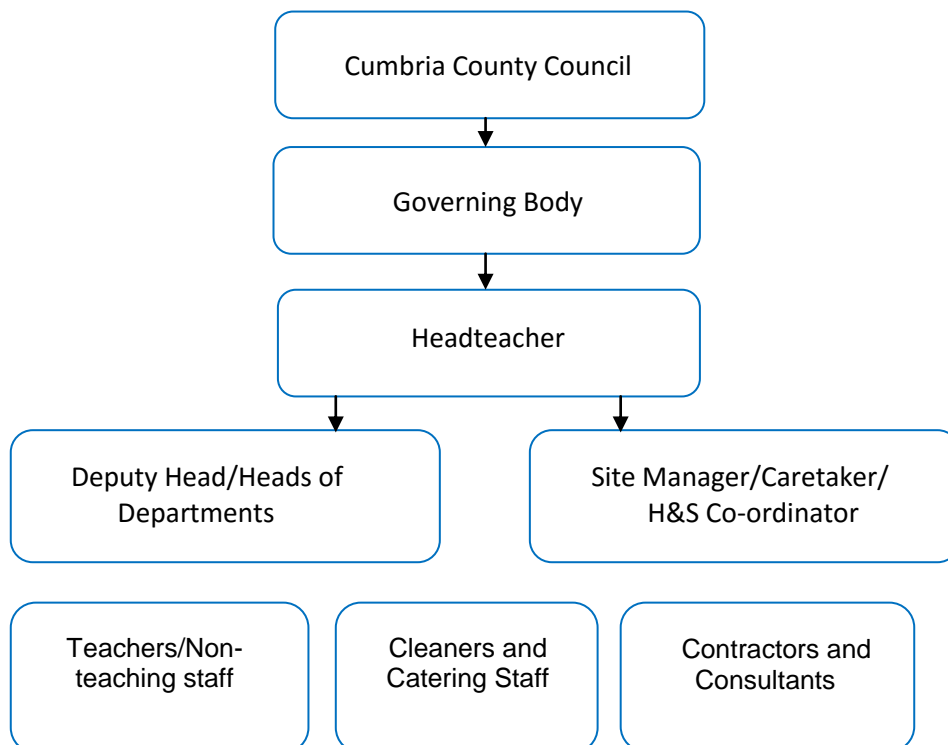 Cumbria County Council
Governing Body
Headteacher
Deputy Head/Heads of
Departments
Site Manager/Caretaker/
H&S Co-ordinator
Teachers/Non-
teaching staff
Cleaners and
Catering Staff
Contractors and
Consultants